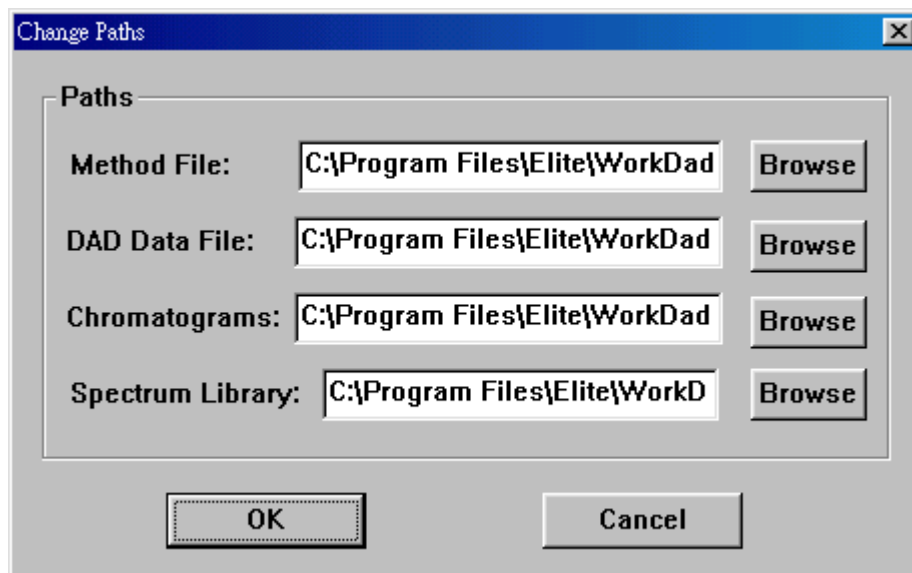 Change Paths
Paths
Method File: C:\Program Files\Elite\WorkDad Browse
DAD Data File: C:\Program Files\Elite\WorkDad Browse
Chromatograms: C:\Program Files\Elite\WorkDad Browse
Spectrum Library: C:\Program Files\Elite\WorkD Browse
OK Cancel